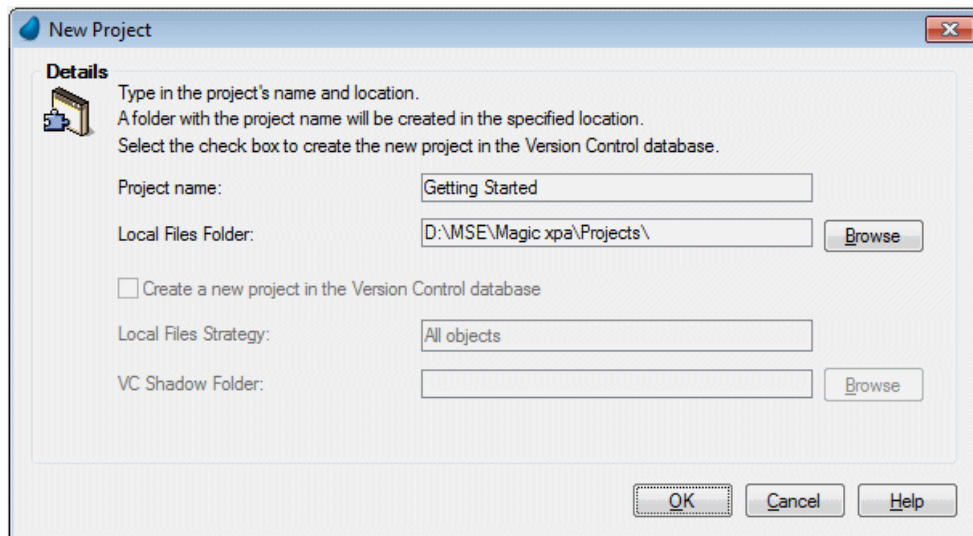 New Project
Details
Type in the project's name and location.
A folder with the project name will be created in the specified location.
Select the check box to create the new project in the Version Control database.
Project name: Getting Started
Local Files Folder: D:\MSE\Magic xpa\Projects\ Browse
Create a new project in the Version Control database
Local Files Strategy: All objects
VC Shadow Folder: Browse
OK Cancel Help